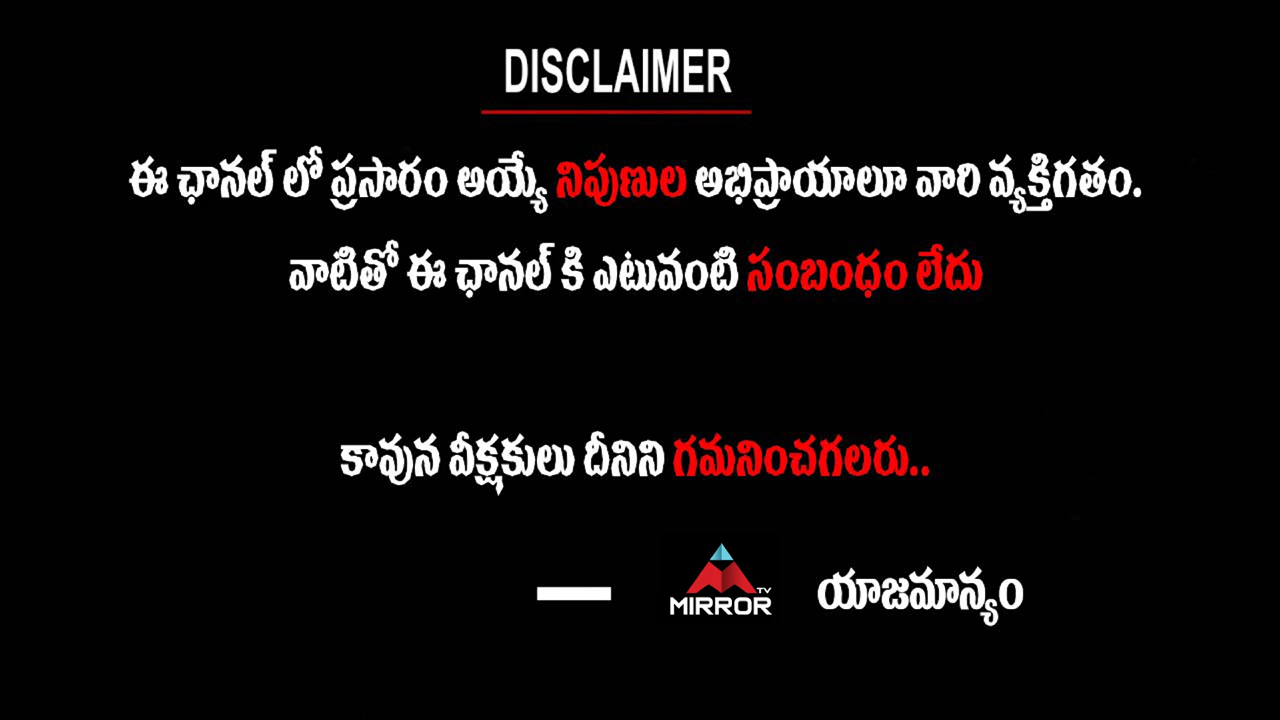 DISCLAIMER
ఈ ఛానల్ లో ప్రసారం అయ్యే నిపుణుల అభిప్రాయాలూ వారి వ్యక్తిగతం.
వాటితో ఈ ఛానల్ కి ఎటువంటి సంబంధం లేదు
కావున వీక్షకులు దీనిని గమనించగలరు..
— MIRROR TV యాజమాన్యం